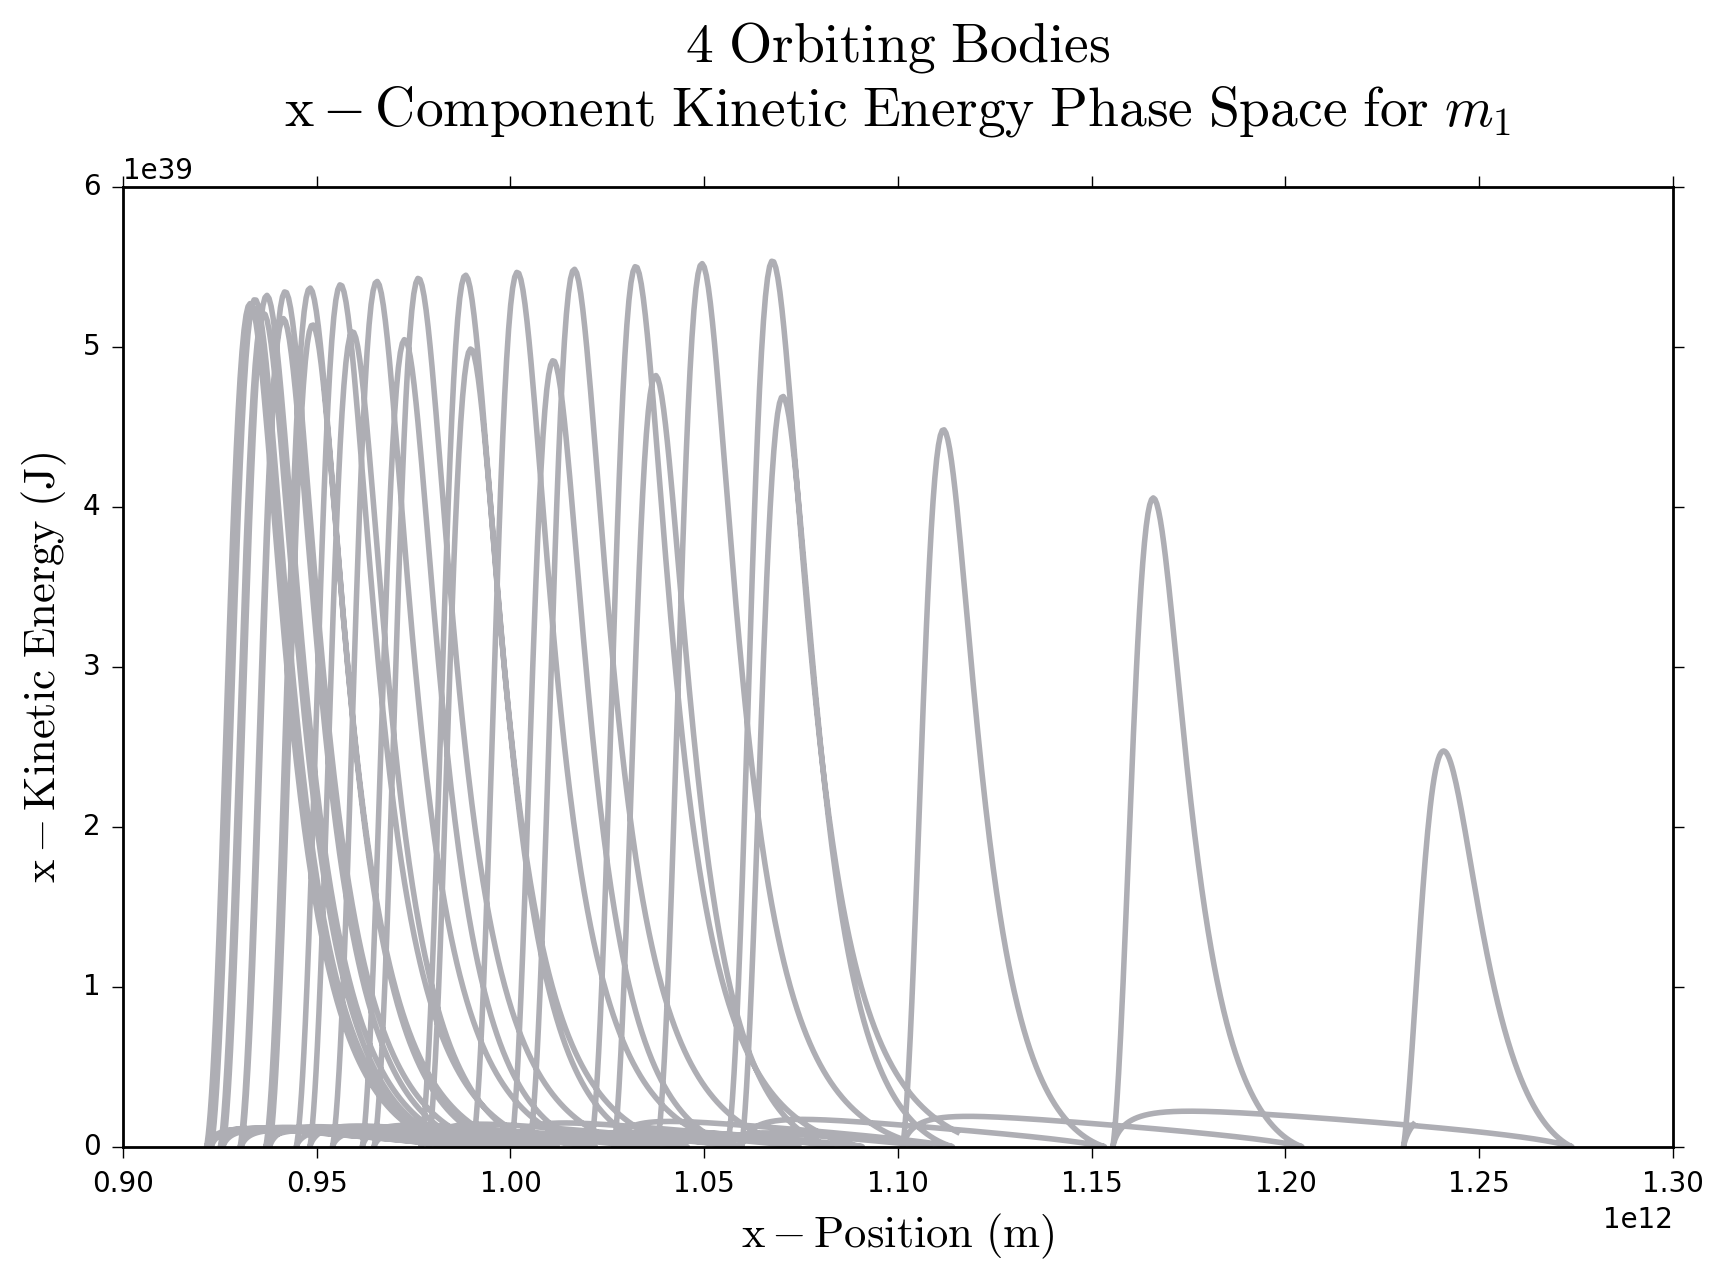 4 Orbiting Bodies
x − Component Kinetic Energy Phase Space for m₁
1e39
6
5
4
3
2
1
0
x − Kinetic Energy (J)
0.90 0.95 1.00 1.05 1.10 1.15 1.20 1.25 1.30
1e12
x − Position (m)